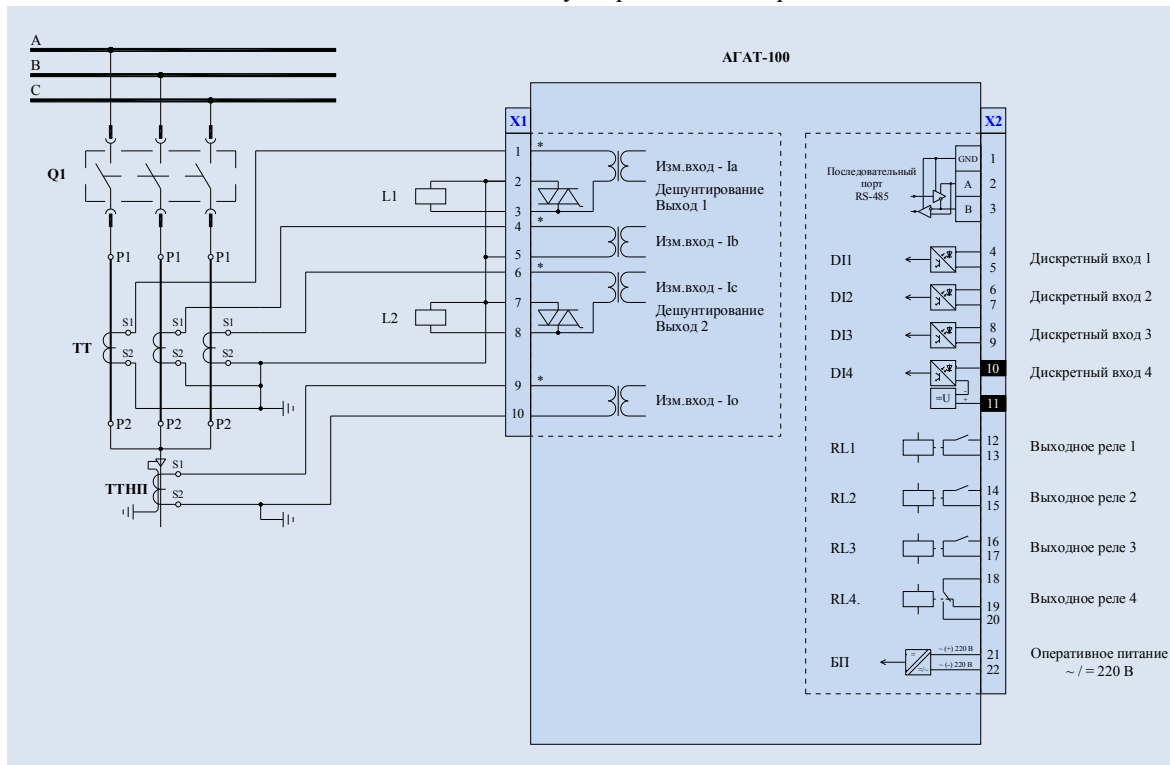 A
B
C
Q1
P1 P1 P1
S1 S1 S1
ТТ
S2 S2 S2
P2 P2 P2
S1
ТТНП
S2
L1
L2
АГАТ-100
X1
1
2
3
4
5
6
7
8
9
10
*
Изм.вход - Ia
Дешунтирование
Выход 1
*
Изм.вход - Ib
*
Изм.вход - Ic
Дешунтирование
Выход 2
*
Изм.вход - Io
X2
Последовательный
порт
RS-485
GND 1
A 2
B 3
DI1 4 5 Дискретный вход 1
DI2 6 7 Дискретный вход 2
DI3 8 9 Дискретный вход 3
DI4 10 Дискретный вход 4
=U - + 11
RL1 12 13 Выходное реле 1
RL2 14 15 Выходное реле 2
RL3 16 17 Выходное реле 3
18
RL4. 19 Выходное реле 4
20
БП = =/~ ~ (+) 220 В 21 Оперативное питание
~ (-) 220 В 22 ~ / = 220 В